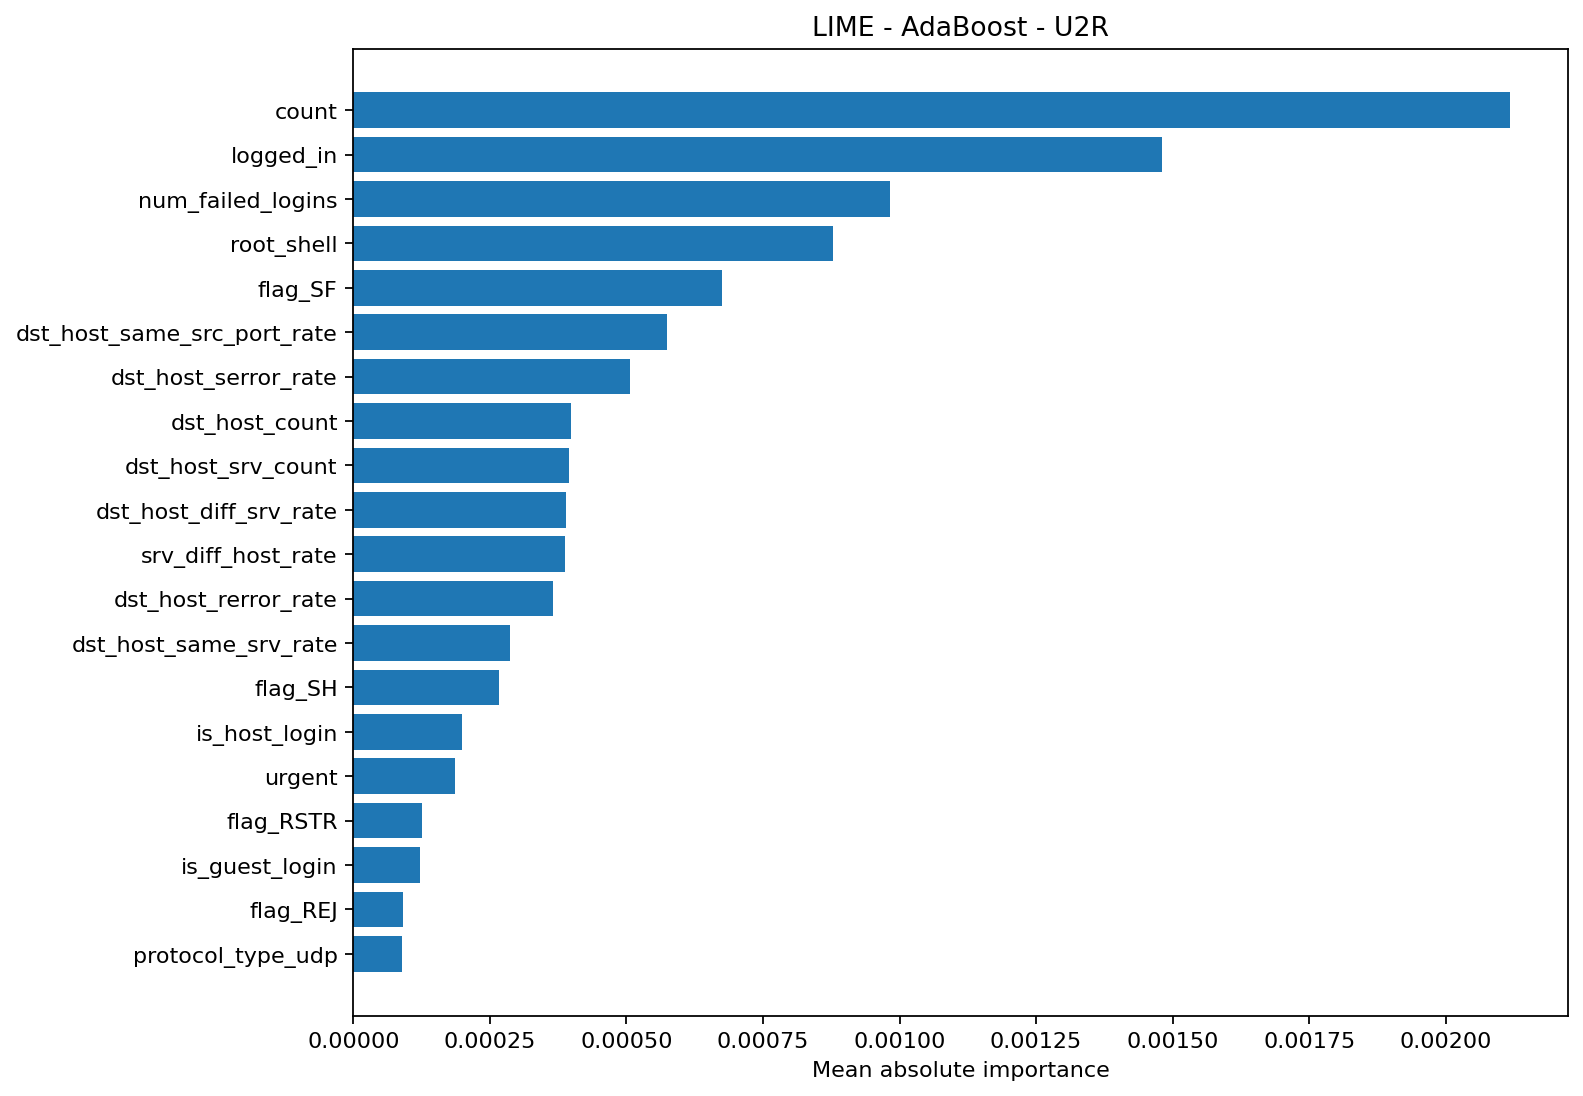 LIME - AdaBoost - U2R
count
logged_in
num_failed_logins
root_shell
flag_SF
dst_host_same_src_port_rate
dst_host_serror_rate
dst_host_count
dst_host_srv_count
dst_host_diff_srv_rate
srv_diff_host_rate
dst_host_rerror_rate
dst_host_same_srv_rate
flag_SH
is_host_login
urgent
flag_RSTR
is_guest_login
flag_REJ
protocol_type_udp
0.00000 0.00025 0.00050 0.00075 0.00100 0.00125 0.00150 0.00175 0.00200
Mean absolute importance